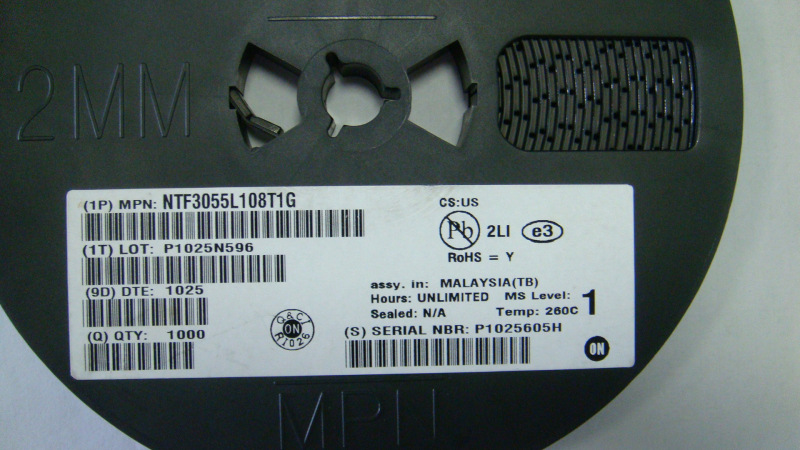 2MM
(1P) MPN: NTF3055L108T1G
CS:US
Pb 2LI e3
(1T) LOT: P1025N596
RoHS = Y
(9D) DTE: 1025
assy. in: MALAYSIA(TB)
Hours: UNLIMITED MS Level: 1
Sealed: N/A Temp: 260C
(Q) QTY: 1000
Q&C
ON
R1026
(S) SERIAL NBR: P1025605H
ON